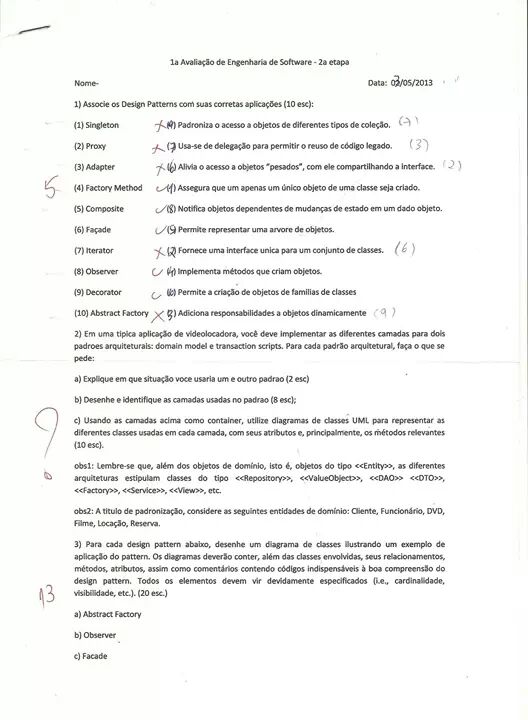 1a Avaliação de Engenharia de Software - 2a etapa
Nome- Data: 03/05/2013
1) Associe os Design Patterns com suas corretas aplicações (10 esc):
(1) Singleton Padroniza o acesso a objetos de diferentes tipos de coleção. (7)
(2) Proxy Usa-se de delegação para permitir o reuso de código legado. (3)
(3) Adapter Alivia o acesso a objetos "pesados", com ele compartilhando a interface. (2)
(4) Factory Method (1) Assegura que um apenas um único objeto de uma classe seja criado.
5
(5) Composite (8) Notifica objetos dependentes de mudanças de estado em um dado objeto.
(6) Façade (5) Permite representar uma arvore de objetos.
(7) Iterator Fornece uma interface unica para um conjunto de classes. (6)
(8) Observer (4) Implementa métodos que criam objetos.
(9) Decorator (10) Permite a criação de objetos de familias de classes
(10) Abstract Factory Adiciona responsabilidades a objetos dinamicamente (9)
2) Em uma tipica aplicação de videolocadora, você deve implementar as diferentes camadas para dois
padroes arquiteturais: domain model e transaction scripts. Para cada padrão arquitetural, faça o que se
pede:
a) Explique em que situação voce usaria um e outro padrao (2 esc)
b) Desenhe e identifique as camadas usadas no padrao (8 esc);
c) Usando as camadas acima como container, utilize diagramas de classes UML para representar as
diferentes classes usadas em cada camada, com seus atributos e, principalmente, os métodos relevantes
(10 esc).
obs1: Lembre-se que, além dos objetos de domínio, isto é, objetos do tipo <<Entity>>, as diferentes
arquiteturas estipulam classes do tipo <<Repository>>, <<ValueObject>>, <<DAO>> <<DTO>>,
<<Factory>>, <<Service>>, <<View>>, etc.
obs2: A titulo de padronização, considere as seguintes entidades de domínio: Cliente, Funcionário, DVD,
Filme, Locação, Reserva.
3) Para cada design pattern abaixo, desenhe um diagrama de classes ilustrando um exemplo de
aplicação do pattern. Os diagramas deverão conter, além das classes envolvidas, seus relacionamentos,
métodos, atributos, assim como comentários contendo códigos indispensáveis à boa compreensão do
design pattern. Todos os elementos devem vir devidamente especificados (i.e., cardinalidade,
visibilidade, etc.). (20 esc.)
13
a) Abstract Factory
b) Observer
c) Facade